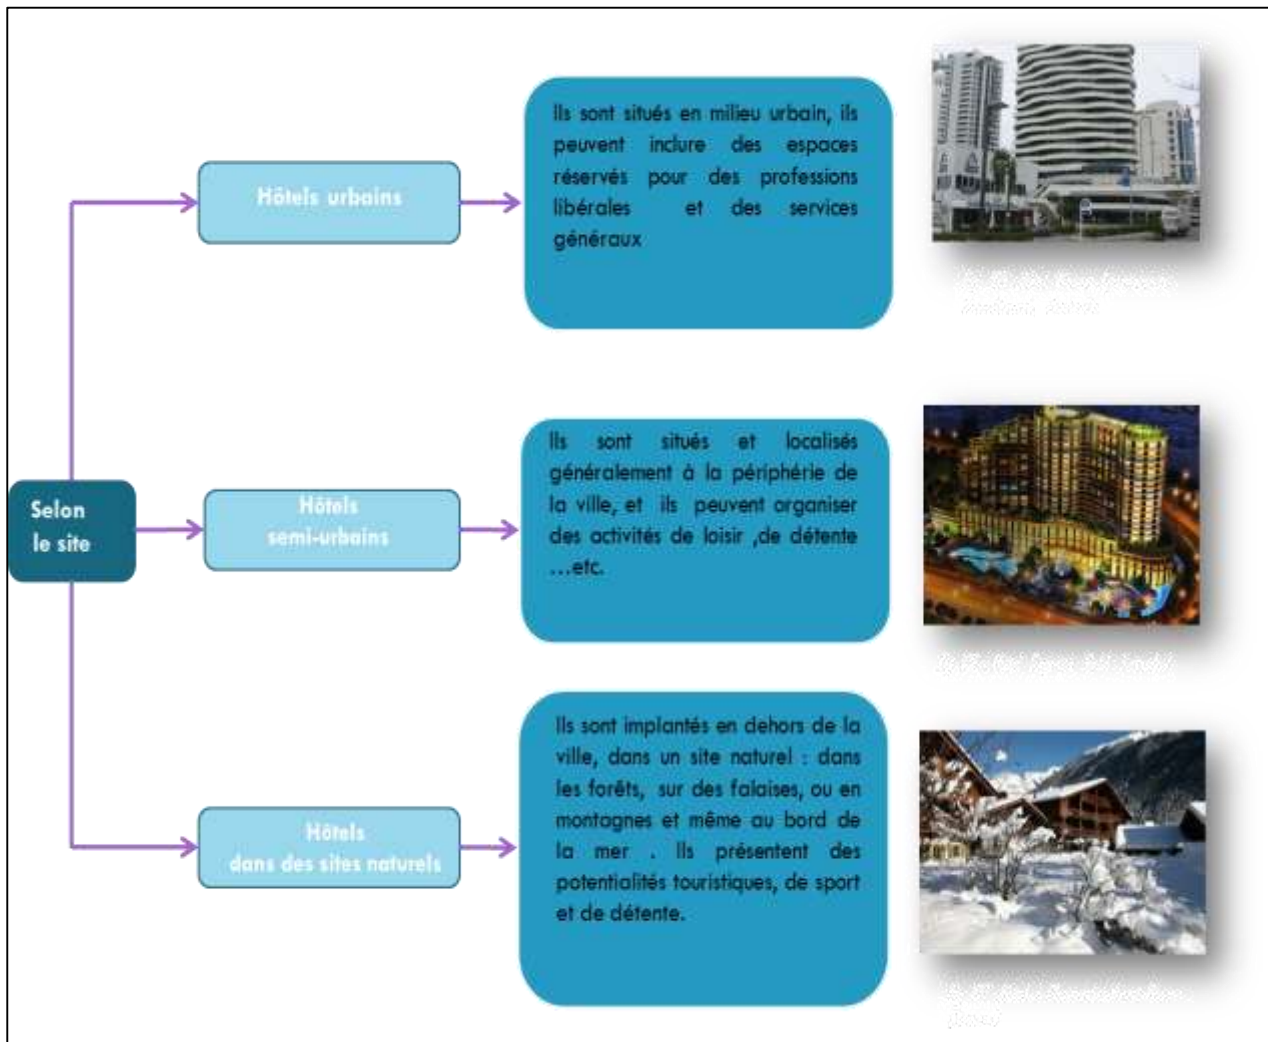 Selon
le site
Hôtels urbains
Ils sont situés en milieu urbain, ils
peuvent inclure des espaces
réservés pour des professions
libérales et des services
généraux
Hôtels
semi-urbains
Ils sont situés et localisés
généralement à la périphérie de
la ville, et ils peuvent organiser
des activités de loisir ,de détente
...etc.
Hôtels
dans des sites naturels
Ils sont implantés en dehors de la
ville, dans un site naturel : dans
les forêts, sur des falaises, ou en
montagnes et même au bord de
la mer . Ils présentent des
potentialités touristiques, de sport
et de détente.